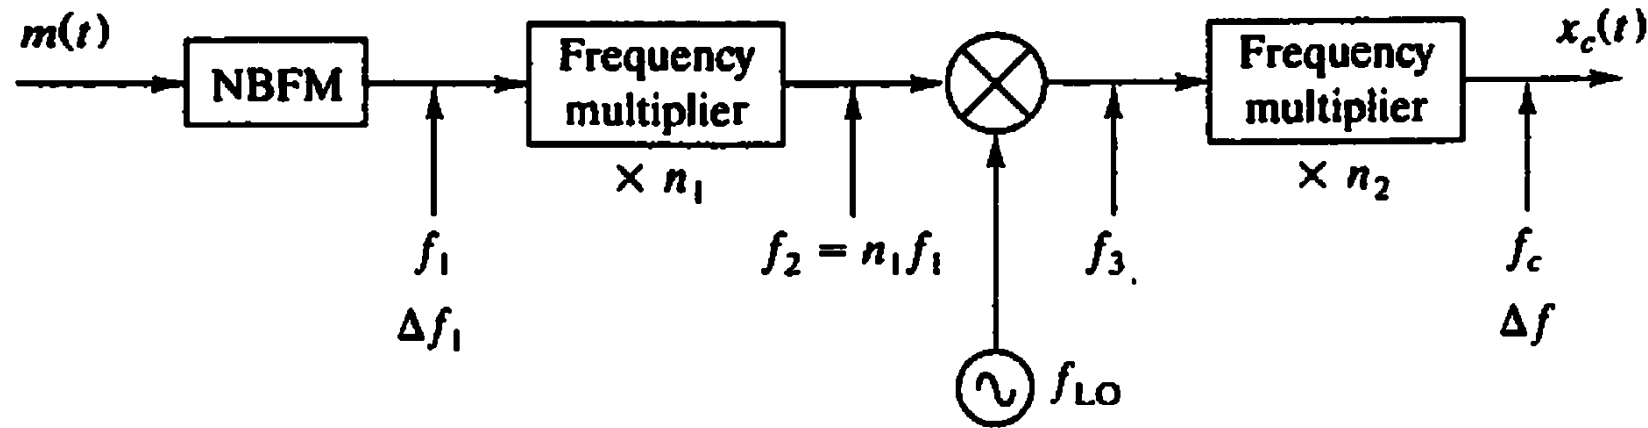 m(t)
NBFM
Frequency
multiplier
× n₁
Frequency
multiplier
× n₂
x_c(t)
f₁
Δf₁
f₂ = n₁f₁
f₃
f_c
Δf
f_LO